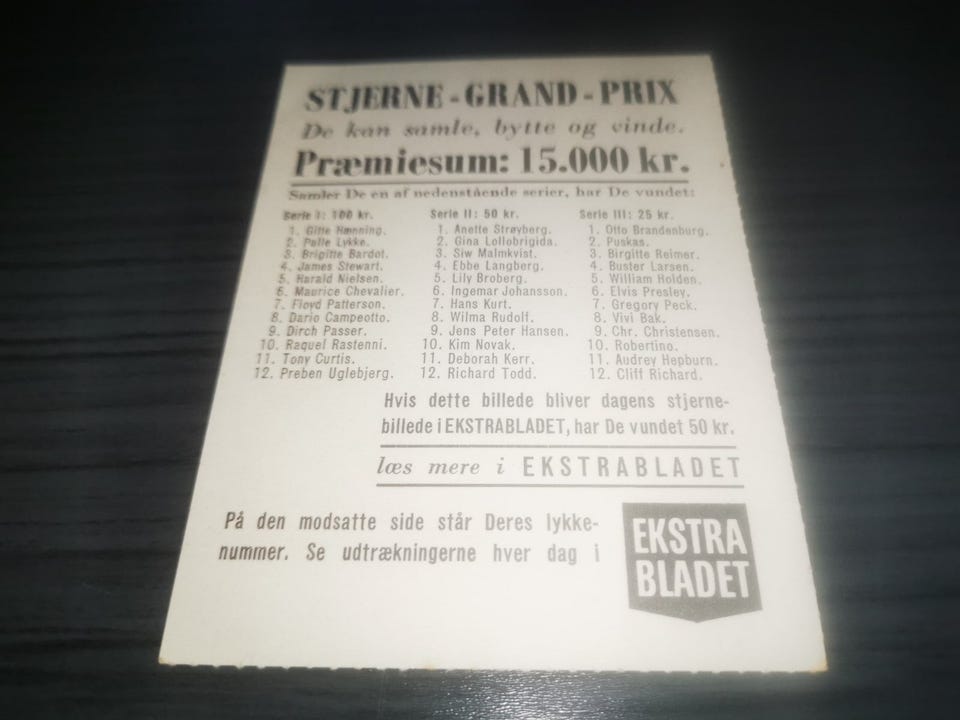 STJERNE-GRAND-PRIX
De kan samle, bytte og vinde.
Præmiesum: 15.000 kr.
Samler De en af nedenstående serier, har De vundet:
Serie I: 100 kr.
1. Gitte Hænning.
2. Palle Lykke.
3. Brigitte Bardot.
4. James Stewart.
5. Harald Nielsen.
6. Maurice Chevalier.
7. Floyd Patterson.
8. Dario Campeotto.
9. Dirch Passer.
10. Raquel Rastenni.
11. Tony Curtis.
12. Preben Uglebjerg.
Serie II: 50 kr.
1. Anette Strøyberg.
2. Gina Lollobrigida.
3. Siw Malmkvist.
4. Ebbe Langberg.
5. Lily Broberg.
6. Ingemar Johansson.
7. Hans Kurt.
8. Wilma Rudolf.
9. Jens Peter Hansen.
10. Kim Novak.
11. Deborah Kerr.
12. Richard Todd.
Serie III: 25 kr.
1. Otto Brandenburg.
2. Puskas.
3. Birgitte Reimer.
4. Buster Larsen.
5. William Holden.
6. Elvis Presley.
7. Gregory Peck.
8. Vivi Bak.
9. Chr. Christensen.
10. Robertino.
11. Audrey Hepburn.
12. Cliff Richard.
Hvis dette billede bliver dagens stjerne-
billede i EKSTRABLADET, har De vundet 50 kr.
læs mere i EKSTRABLADET
På den modsatte side står Deres lykke-
nummer. Se udtrækningerne hver dag i
EKSTRA
BLADET